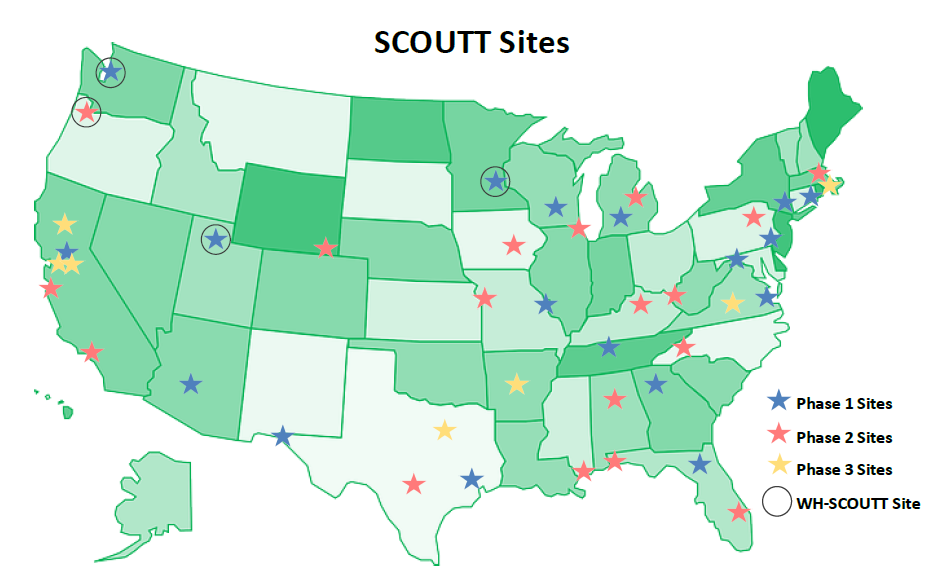 SCOUTT Sites
Phase 1 Sites
Phase 2 Sites
Phase 3 Sites
WH-SCOUTT Site